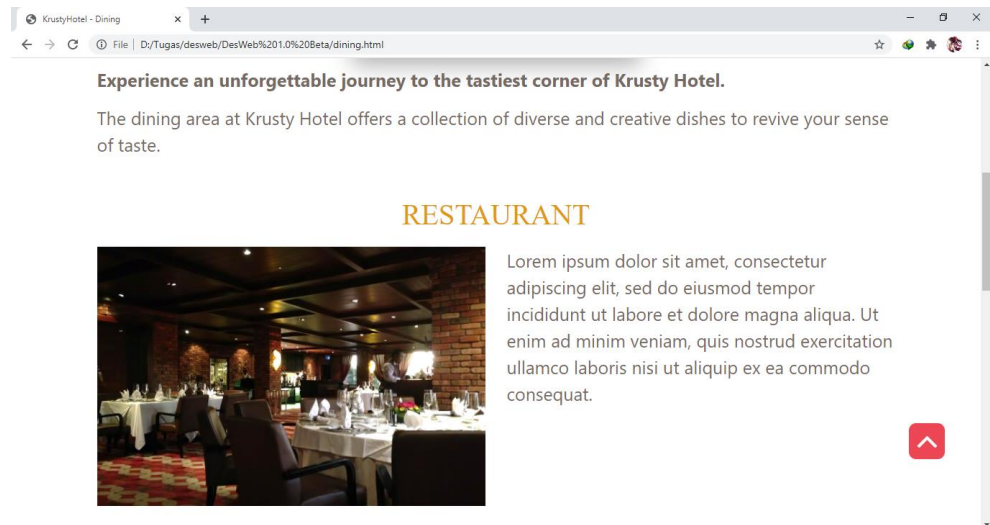 KrustyHotel - Dining
File | D:/Tugas/desweb/DesWeb%201.0%20Beta/dining.html
Experience an unforgettable journey to the tastiest corner of Krusty Hotel.
The dining area at Krusty Hotel offers a collection of diverse and creative dishes to revive your sense
of taste.
RESTAURANT
Lorem ipsum dolor sit amet, consectetur
adipiscing elit, sed do eiusmod tempor
incididunt ut labore et dolore magna aliqua. Ut
enim ad minim veniam, quis nostrud exercitation
ullamco laboris nisi ut aliquip ex ea commodo
consequat.